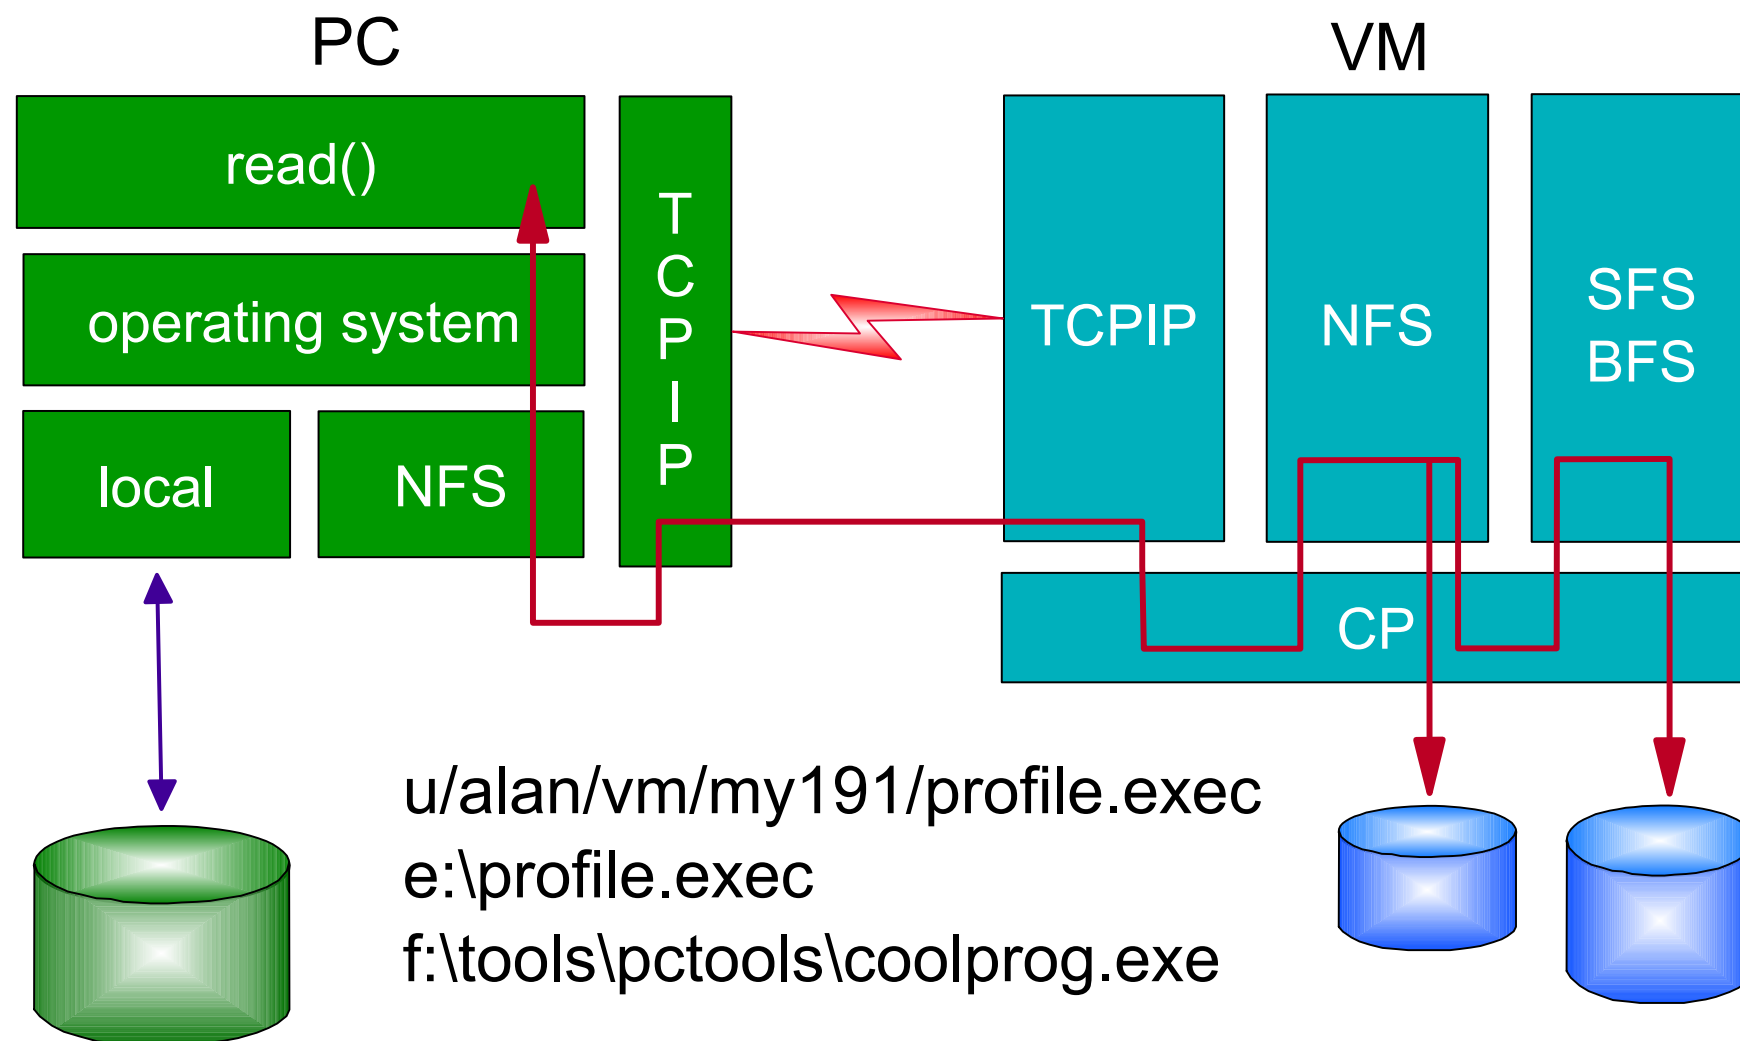 PC
VM
read()
operating system
local
NFS
TCPIP
TCPIP
NFS
SFS
BFS
CP
u/alan/vm/my191/profile.exec
e:\profile.exec
f:\tools\pctools\coolprog.exe